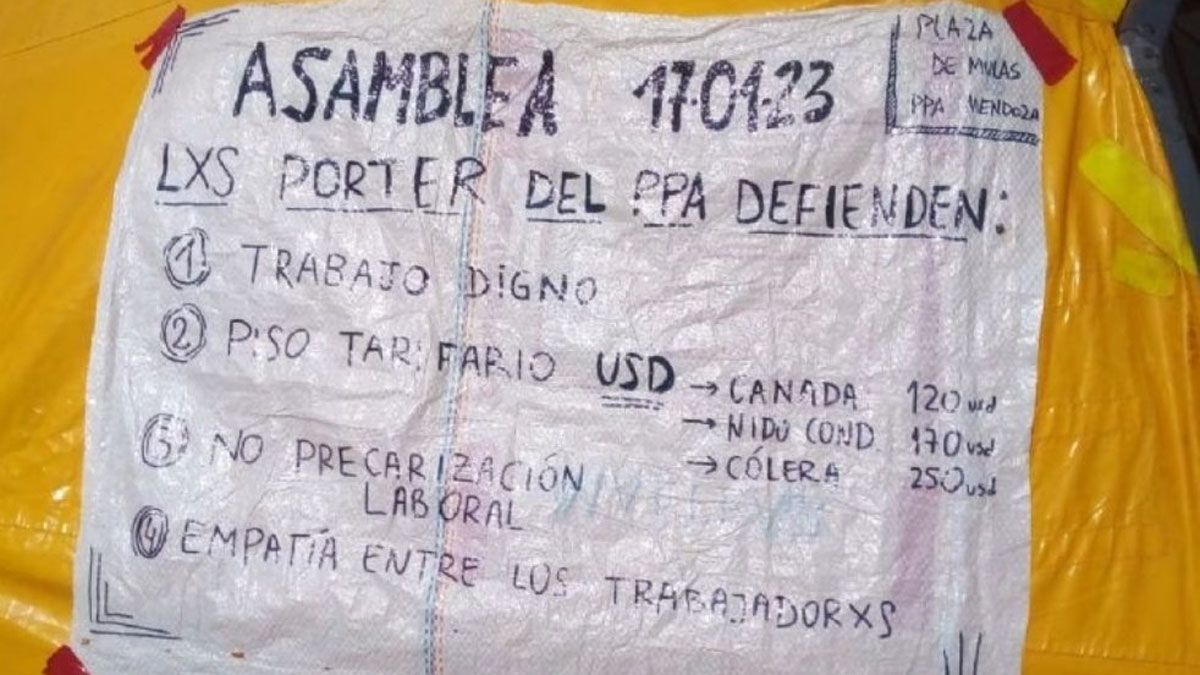 ASAMBLEA 17·01·23
PLAZA
DE MULAS
PPA MENDOZA
LXS PORTER DEL PPA DEFIENDEN:
1 TRABAJO DIGNO
2 PISO TARIFARIO USD → CANADA 120 usd
→ NIDO COND. 170 usd
→ CÓLERA 250 usd
3 NO PRECARIZACIÓN
LABORAL
4 EMPATÍA ENTRE LOS TRABAJADORXS